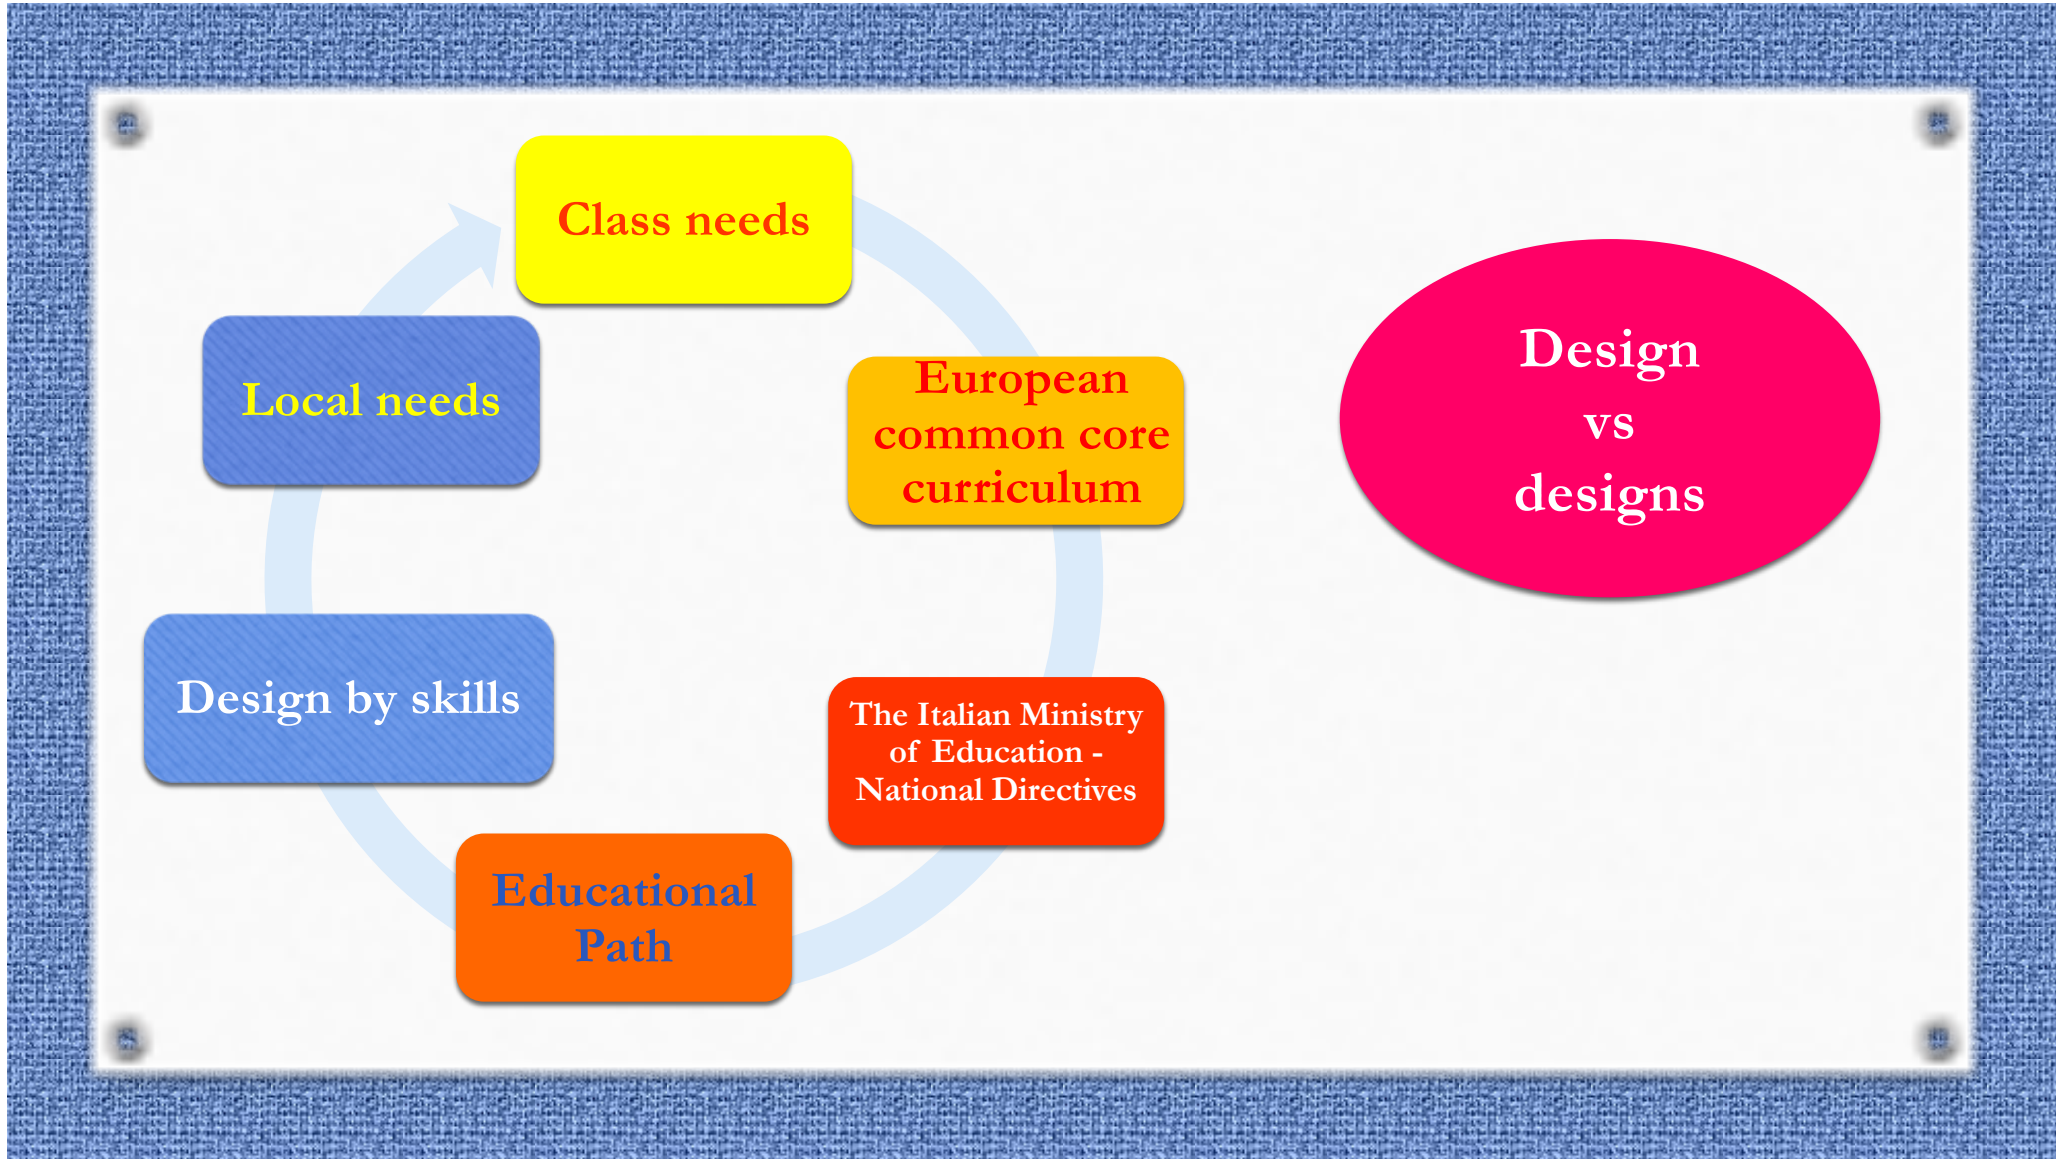 Class needs
European
common core
curriculum
The Italian Ministry
of Education -
National Directives
Educational
Path
Design by skills
Local needs
Design
vs
designs